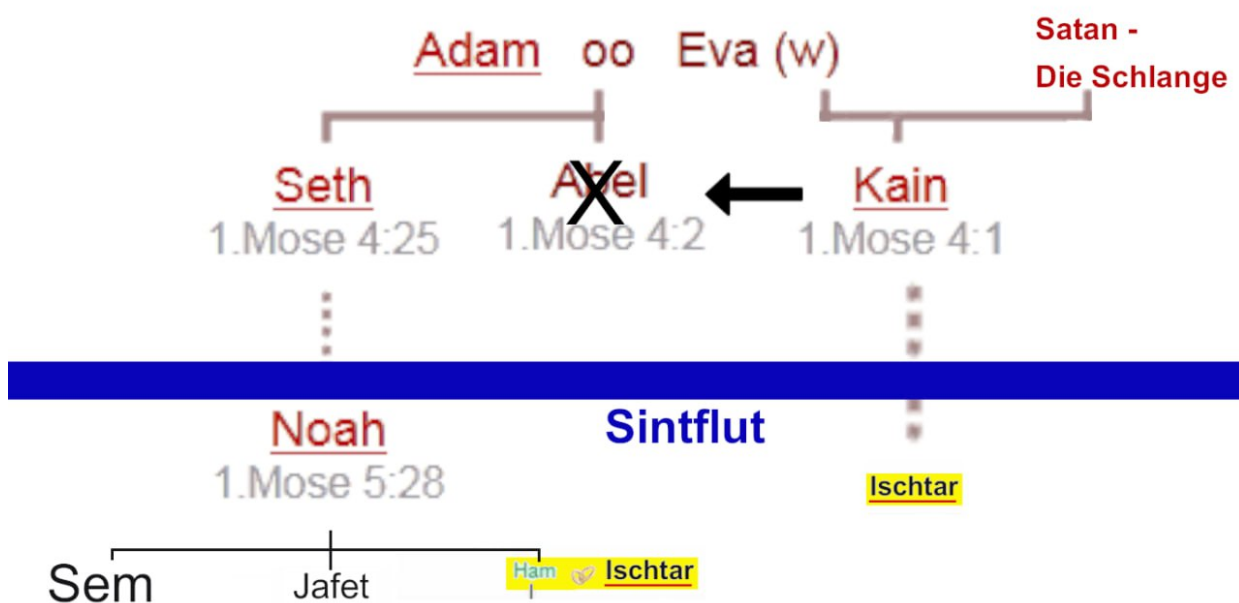 Adam oo Eva (w)
Satan -
Die Schlange
Seth
Abel
Kain
1.Mose 4:25
1.Mose 4:2
1.Mose 4:1
Noah
Sintflut
1.Mose 5:28
Ischtar
Sem
Jafet
Ham
Ischtar